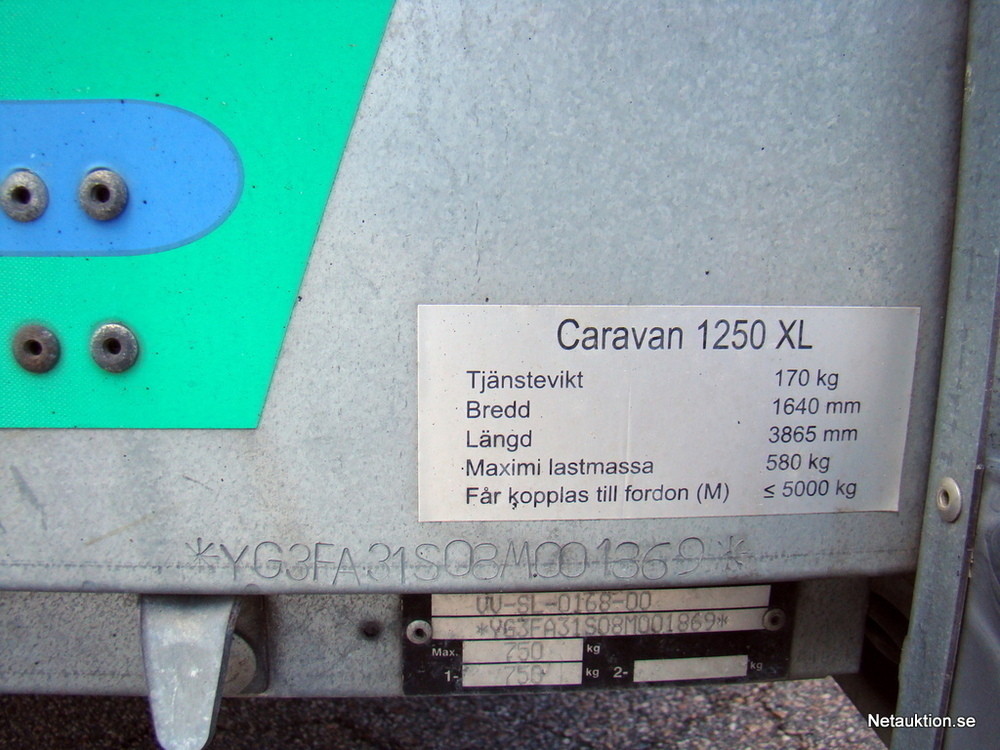 Caravan 1250 XL
Tjänstevikt 170 kg
Bredd 1640 mm
Längd 3865 mm
Maximi lastmassa 580 kg
Får kopplas till fordon (M) ≤ 5000 kg
*YG3FA31S08M001869*
VV-SL-0168-00
*YG3FA31S08M001869*
Max. 750 kg
1- 750 kg 2- kg
Netauktion.se